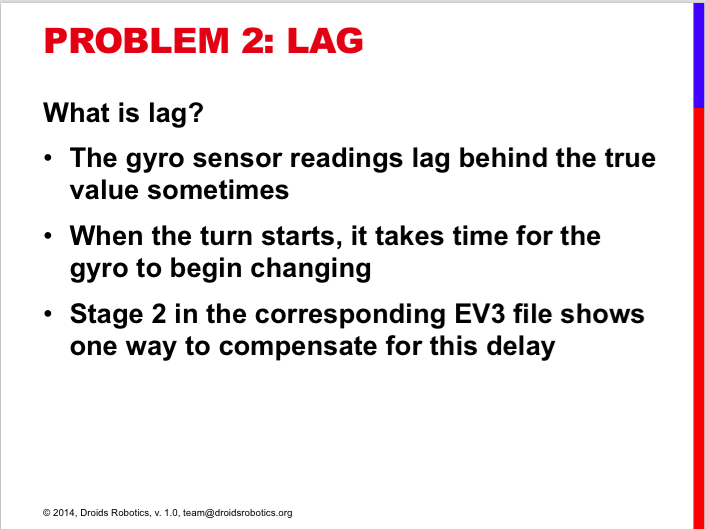 PROBLEM 2: LAG
What is lag?
• The gyro sensor readings lag behind the true
value sometimes
• When the turn starts, it takes time for the
gyro to begin changing
• Stage 2 in the corresponding EV3 file shows
one way to compensate for this delay
© 2014, Droids Robotics, v. 1.0, team@droidsrobotics.org